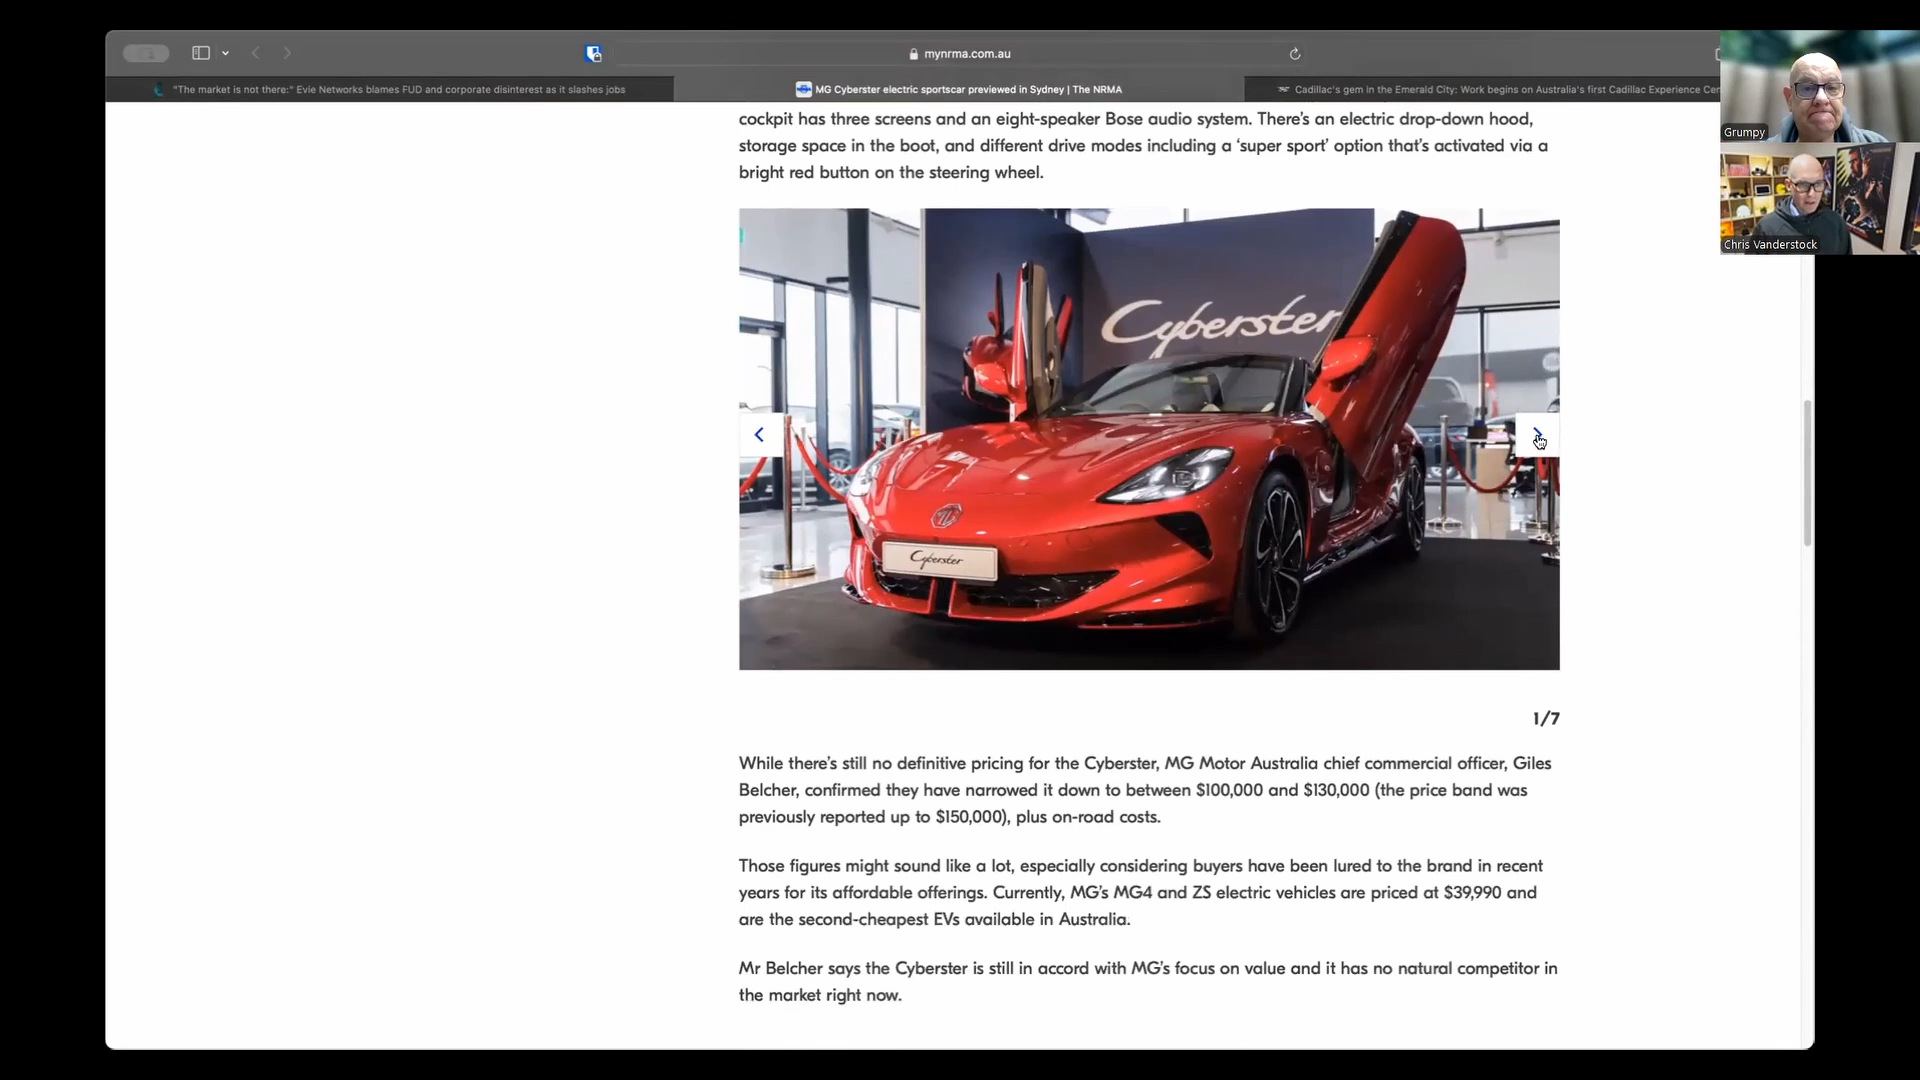 mynrma.com.au
"The market is not there:" Evie Networks blames FUD and corporate disinterest as it slashes jobs
MG Cyberster electric sportscar previewed in Sydney | The NRMA
Cadillac's gem in the Emerald City: Work begins on Australia's first Cadillac Experience Cen
Grumpy
Chris Vanderstock
cockpit has three screens and an eight-speaker Bose audio system. There's an electric drop-down hood,
storage space in the boot, and different drive modes including a 'super sport' option that's activated via a
bright red button on the steering wheel.
Cyberster
MG
Cyberster
1/7
While there's still no definitive pricing for the Cyberster, MG Motor Australia chief commercial officer, Giles
Belcher, confirmed they have narrowed it down to between $100,000 and $130,000 (the price band was
previously reported up to $150,000), plus on-road costs.
Those figures might sound like a lot, especially considering buyers have been lured to the brand in recent
years for its affordable offerings. Currently, MG's MG4 and ZS electric vehicles are priced at $39,990 and
are the second-cheapest EVs available in Australia.
Mr Belcher says the Cyberster is still in accord with MG's focus on value and it has no natural competitor in
the market right now.